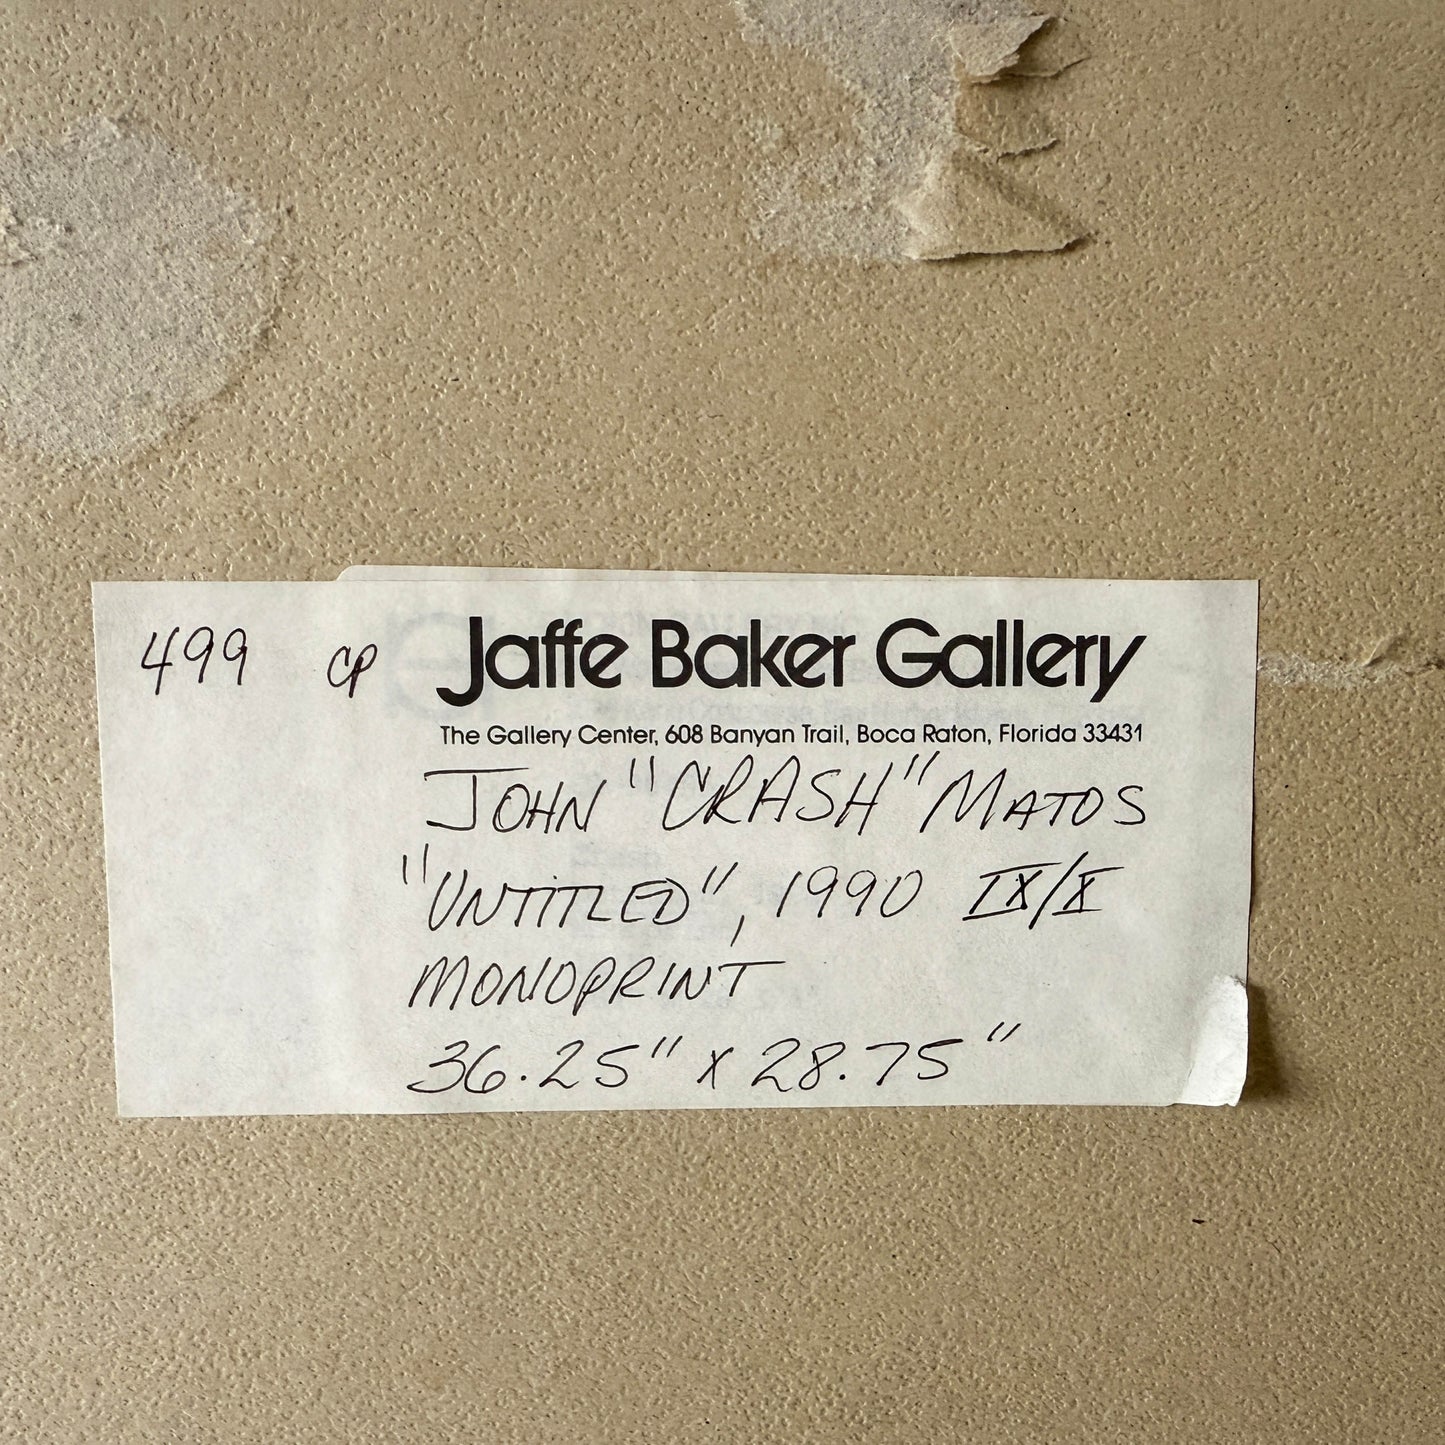 499 CP Jaffe Baker Gallery
The Gallery Center, 608 Banyan Trail, Boca Raton, Florida 33431
JOHN "CRASH" MATOS
"UNTITLED", 1990 IX/X
MONOPRINT
36.25" x 28.75"